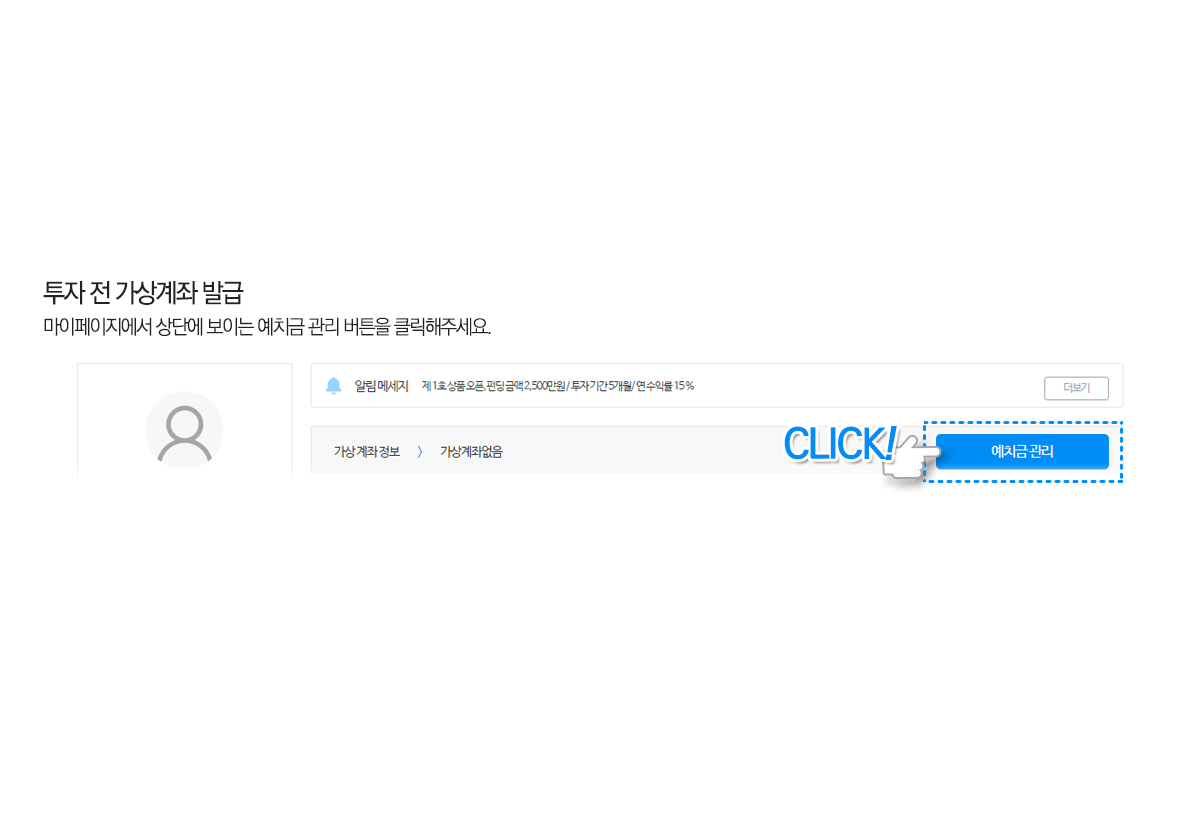 투자 전 가상계좌 발급
마이페이지에서 상단에 보이는 예치금 관리 버튼을 클릭해주세요.
알림 메세지 제 1호 상품 오픈, 펀딩 금액 2,500만원 / 투자 기간 5개월 / 연 수익률 15 %
더보기
가상 계좌 정보 〉 가상계좌없음
CLICK!
예치금 관리